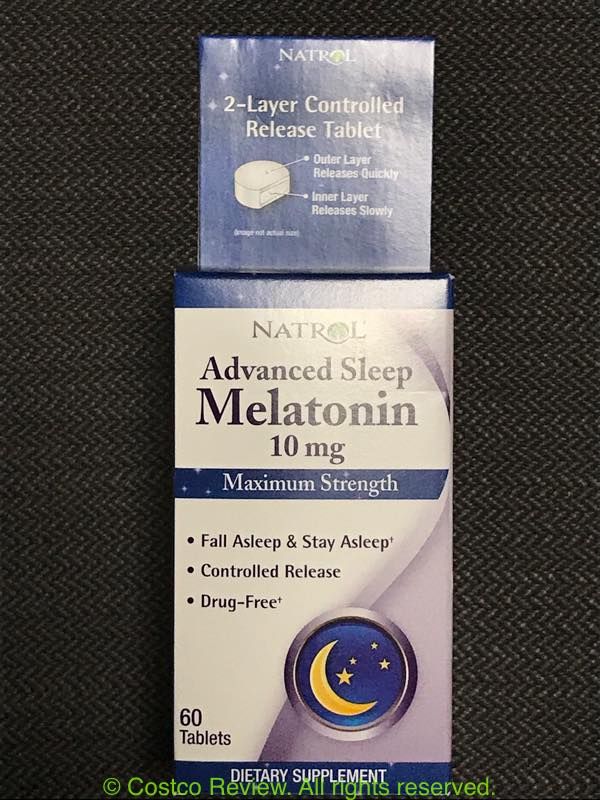 NATROL
2-Layer Controlled
Release Tablet
• Outer Layer
Releases Quickly
• Inner Layer
Releases Slowly
(Image not actual size)
NATROL®
Advanced Sleep
Melatonin
10 mg
Maximum Strength
• Fall Asleep & Stay Asleep†
• Controlled Release
• Drug-Free†
60
Tablets
DIETARY SUPPLEMENT
© Costco Review. All rights reserved.